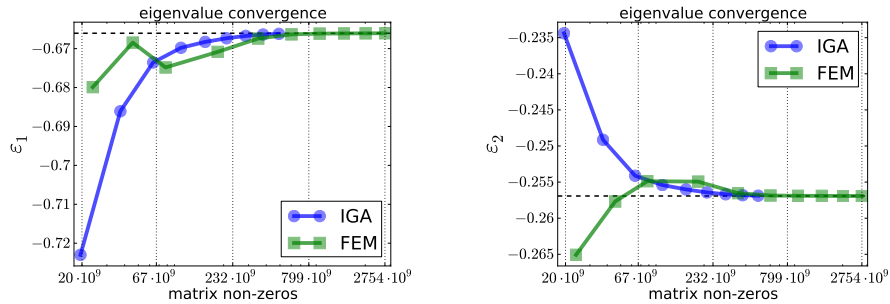 eigenvalue convergence
−0.67
−0.68
−0.69
−0.7
−0.71
−0.72
ε₁
IGA
FEM
20·10⁹ 67·10⁹ 232·10⁹ 799·10⁹ 2754·10⁹
matrix non-zeros
eigenvalue convergence
−0.235
−0.24
−0.245
−0.25
−0.255
−0.26
−0.265
ε₂
IGA
FEM
20·10⁹ 67·10⁹ 232·10⁹ 799·10⁹ 2754·10⁹
matrix non-zeros